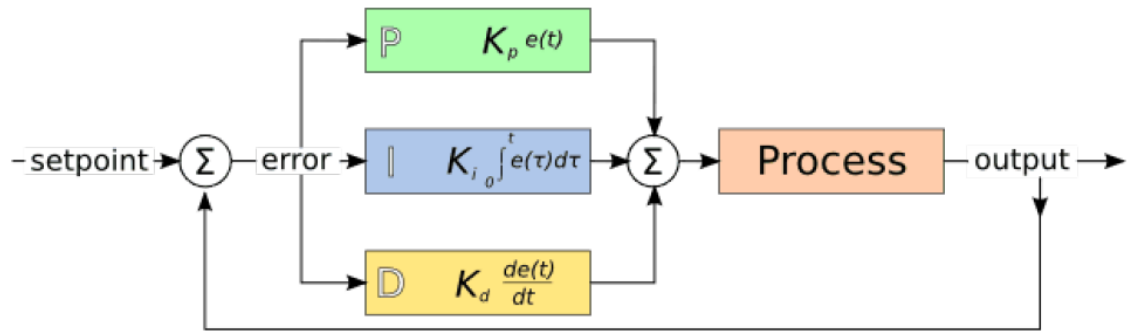 P K_p e(t)
setpoint Σ error I K_i ∫_0^t e(τ)dτ Σ Process output
D K_d de(t)/dt